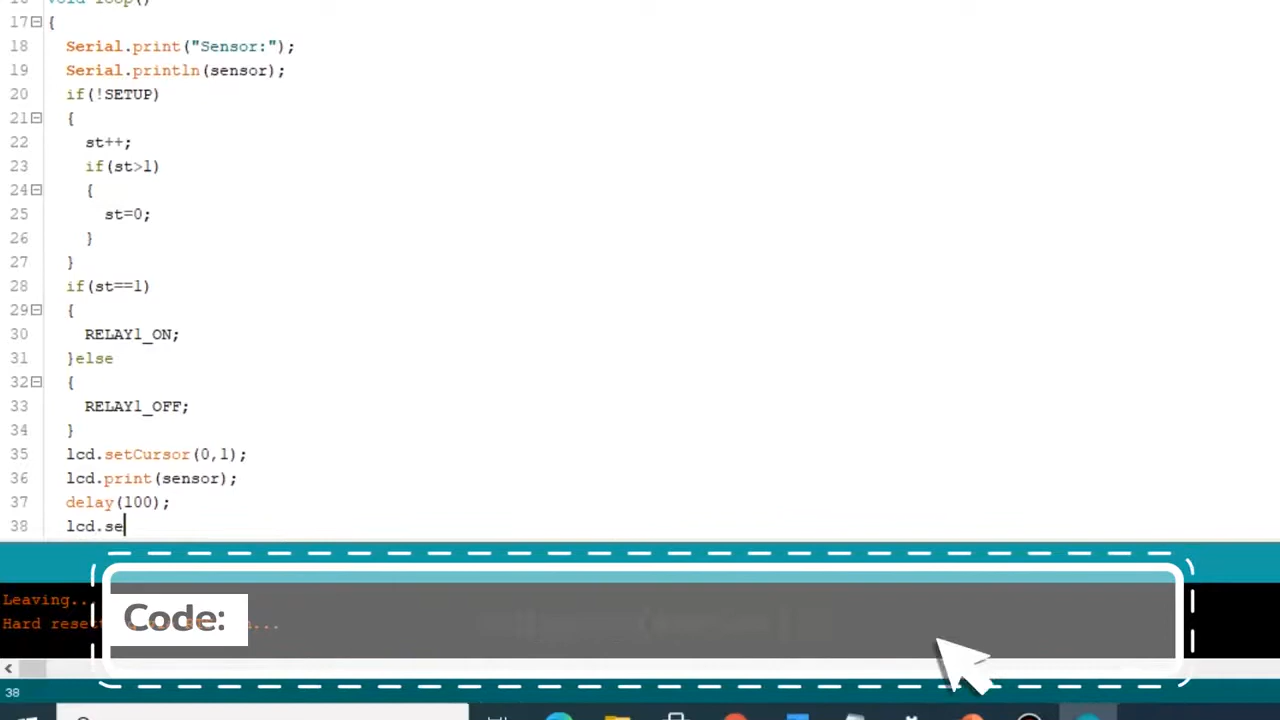 17 {
18 Serial.print("Sensor:");
19 Serial.println(sensor);
20 if(!SETUP)
21 {
22 st++;
23 if(st>1)
24 {
25 st=0;
26 }
27 }
28 if(st==1)
29 {
30 RELAY1_ON;
31 }else
32 {
33 RELAY1_OFF;
34 }
35 lcd.setCursor(0,1);
36 lcd.print(sensor);
37 delay(100);
38 lcd.se
Leaving...
Code:
Hard rese
38